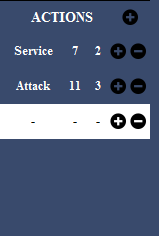 ACTIONS
Service 7 2
Attack 11 3
- - -